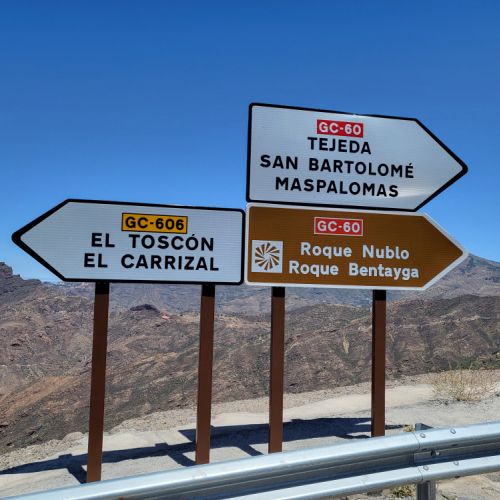 GC-60
TEJEDA
SAN BARTOLOMÉ
MASPALOMAS
GC-606
EL TOSCÓN
EL CARRIZAL
GC-60
Roque Nublo
Roque Bentayga